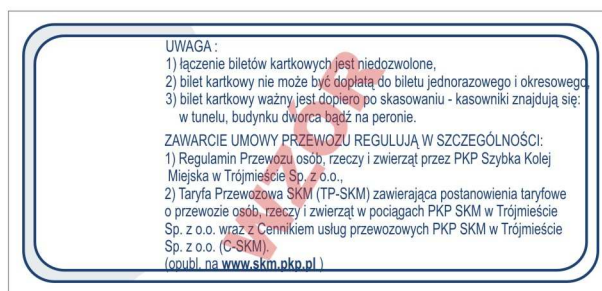 UWAGA :
1) łączenie biletów kartkowych jest niedozwolone,
2) bilet kartkowy nie może być dopłatą do biletu jednorazowego i okresowego,
3) bilet kartkowy ważny jest dopiero po skasowaniu - kasowniki znajdują się:
w tunelu, budynku dworca bądź na peronie.
ZAWARCIE UMOWY PRZEWOZU REGULUJĄ W SZCZEGÓLNOŚCI:
1) Regulamin Przewozu osób, rzeczy i zwierząt przez PKP Szybka Kolej
Miejska w Trójmieście Sp. z o.o.,
2) Taryfa Przewozowa SKM (TP-SKM) zawierająca postanowienia taryfowe
o przewozie osób, rzeczy i zwierząt w pociągach PKP SKM w Trójmieście
Sp. z o.o. wraz z Cennikiem usług przewozowych PKP SKM w Trójmieście
Sp. z o.o. (C-SKM).
(opubl. na www.skm.pkp.pl )
WZÓR